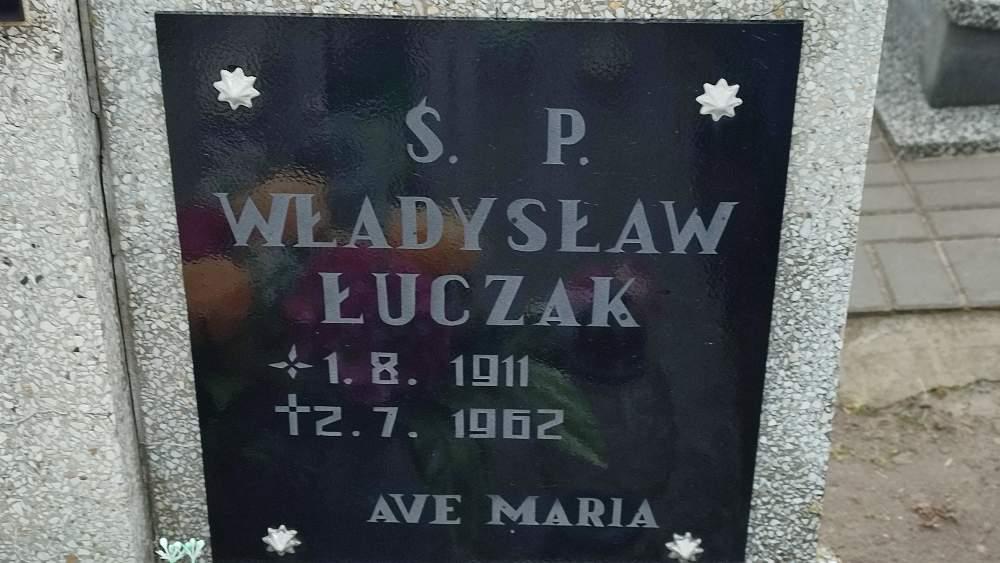 Ś. P.
WŁADYSŁAW
ŁUCZAK
1. 8. 1911
2. 7. 1962
AVE MARIA